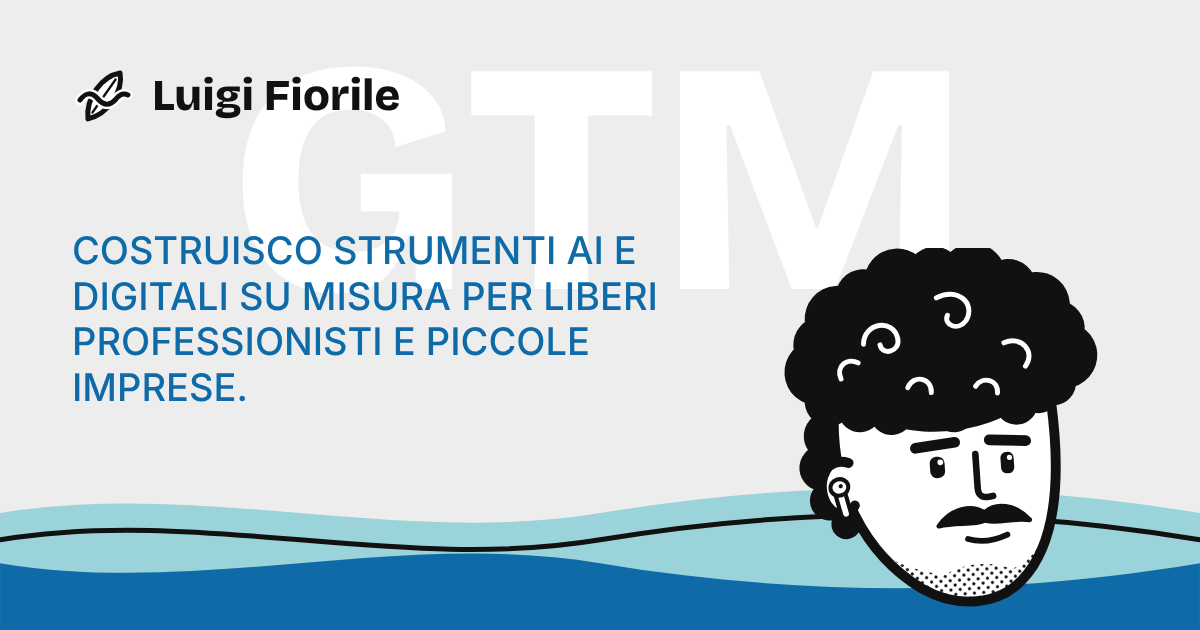 GTM
Luigi Fiorile
COSTRUISCO STRUMENTI AI E
DIGITALI SU MISURA PER LIBERI
PROFESSIONISTI E PICCOLE
IMPRESE.